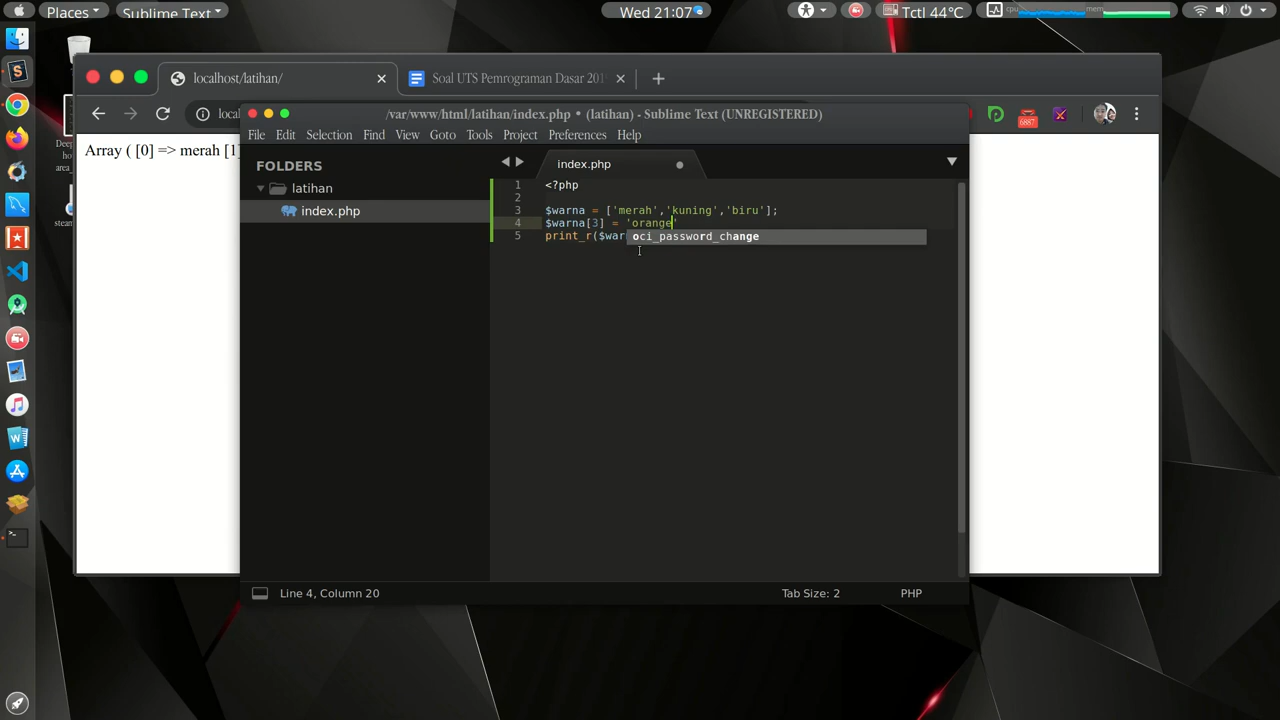 Places
Sublime Text
Wed 21:07
Tctl 44°C
cpu
mem
localhost/latihan/
Soal UTS Pemrograman Dasar 201
/var/www/html/latihan/index.php • (latihan) - Sublime Text (UNREGISTERED)
6887
File Edit Selection Find View Goto Tools Project Preferences Help
Array ( [0] => merah [1]
FOLDERS
latihan
index.php
index.php
1 <?php
2
3 $warna = ['merah','kuning','biru'];
4 $warna[3] = 'orange'
5 print_r($war
oci_password_change
Line 4, Column 20
Tab Size: 2
PHP